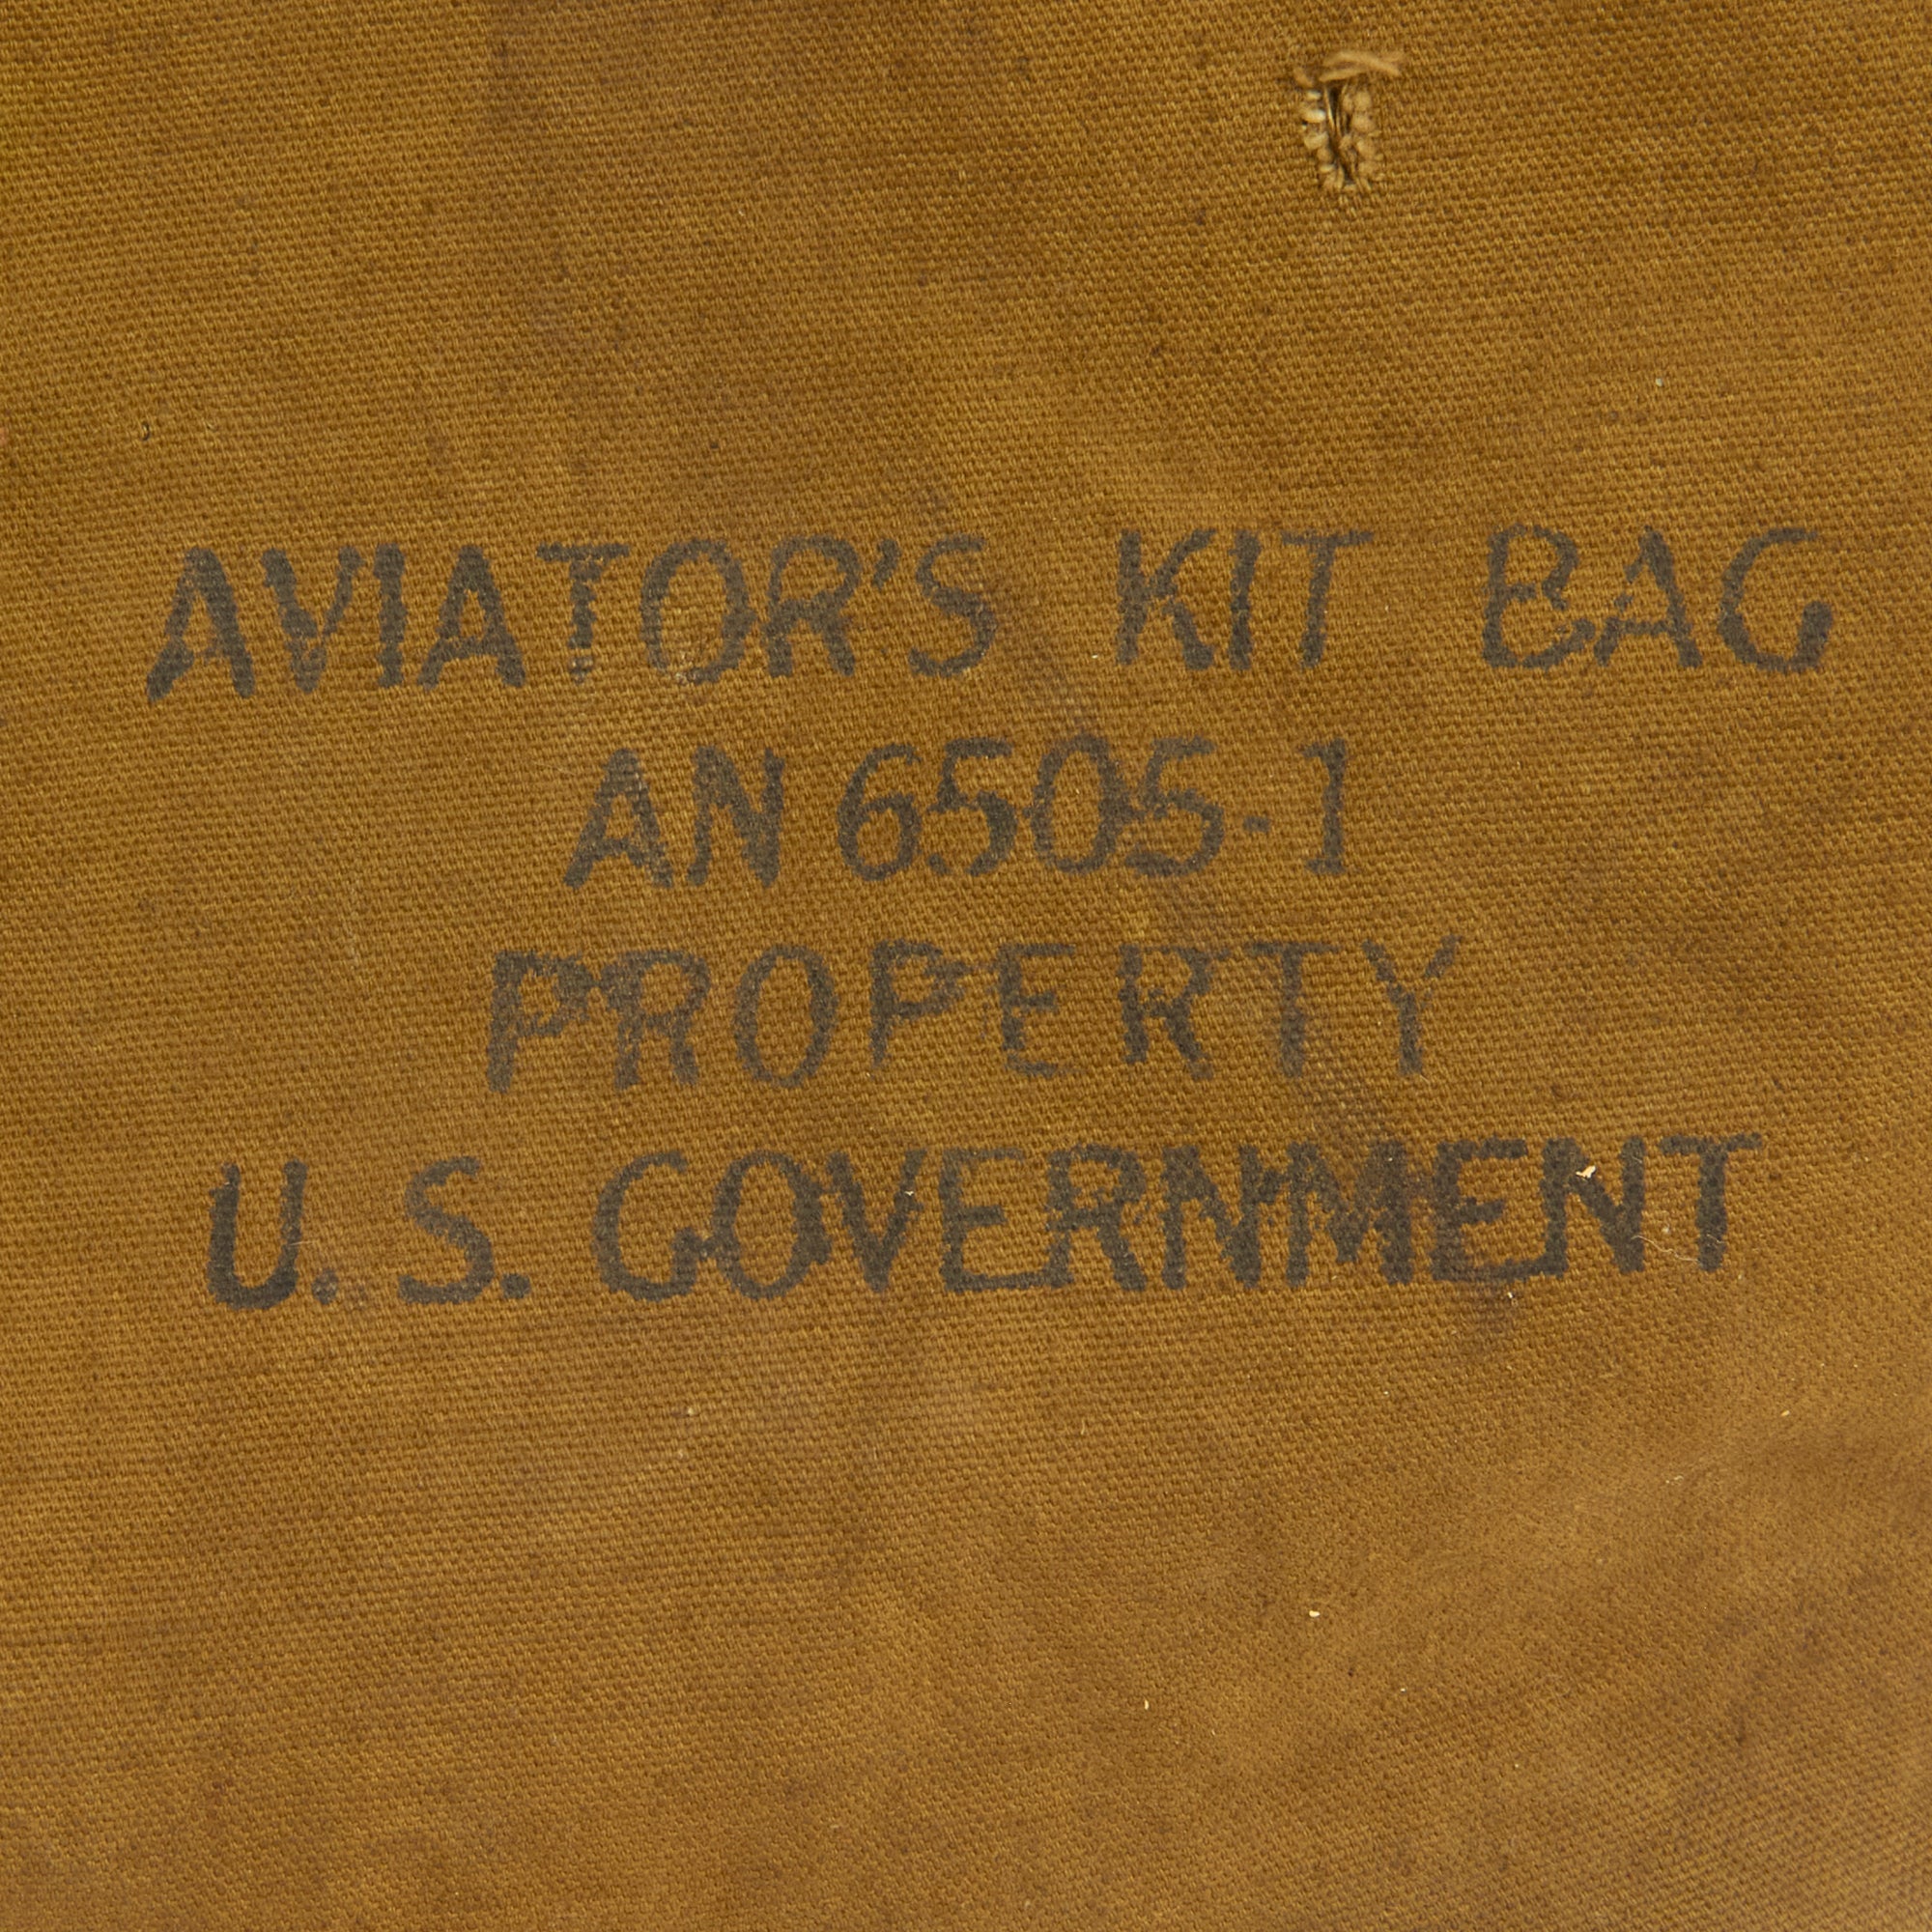 AVIATOR'S KIT BAG
AN 6505-1
PROPERTY
U.S. GOVERNMENT